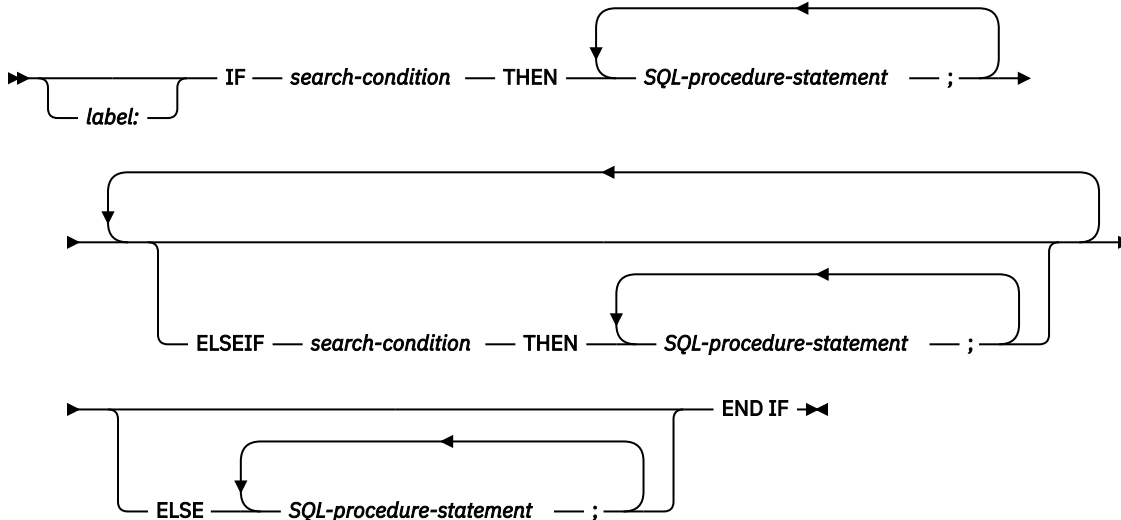 IF search-condition THEN SQL-procedure-statement ;
label:
ELSEIF search-condition THEN SQL-procedure-statement ;
END IF
ELSE SQL-procedure-statement ;